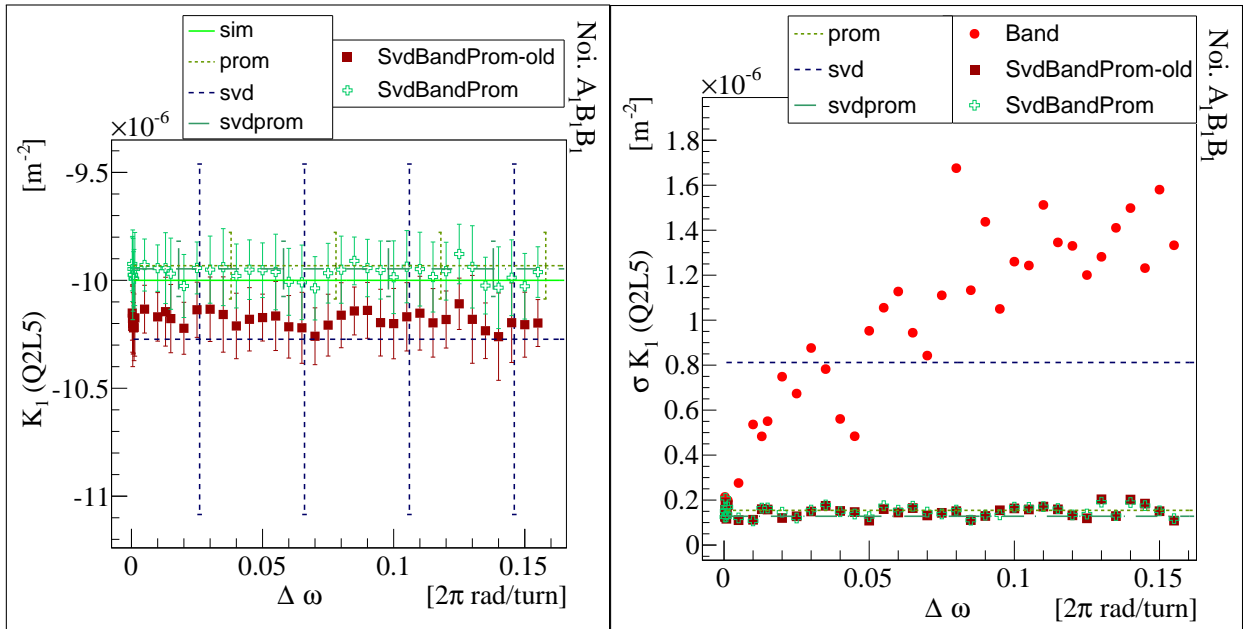 sim
prom
svd
svdprom
SvdBandProm-old
SvdBandProm
Noi. A₁B₁B₁
×10⁻⁶
K₁ (Q2L5) [m⁻²]
-9.5
-10
-10.5
-11
0 0.05 0.1 0.15
Δ ω [2π rad/turn]
prom
svd
svdprom
Band
SvdBandProm-old
SvdBandProm
Noi. A₁B₁B₁
×10⁻⁶
σ K₁ (Q2L5) [m⁻²]
1.8
1.6
1.4
1.2
1
0.8
0.6
0.4
0.2
0
0 0.05 0.1 0.15
Δ ω [2π rad/turn]